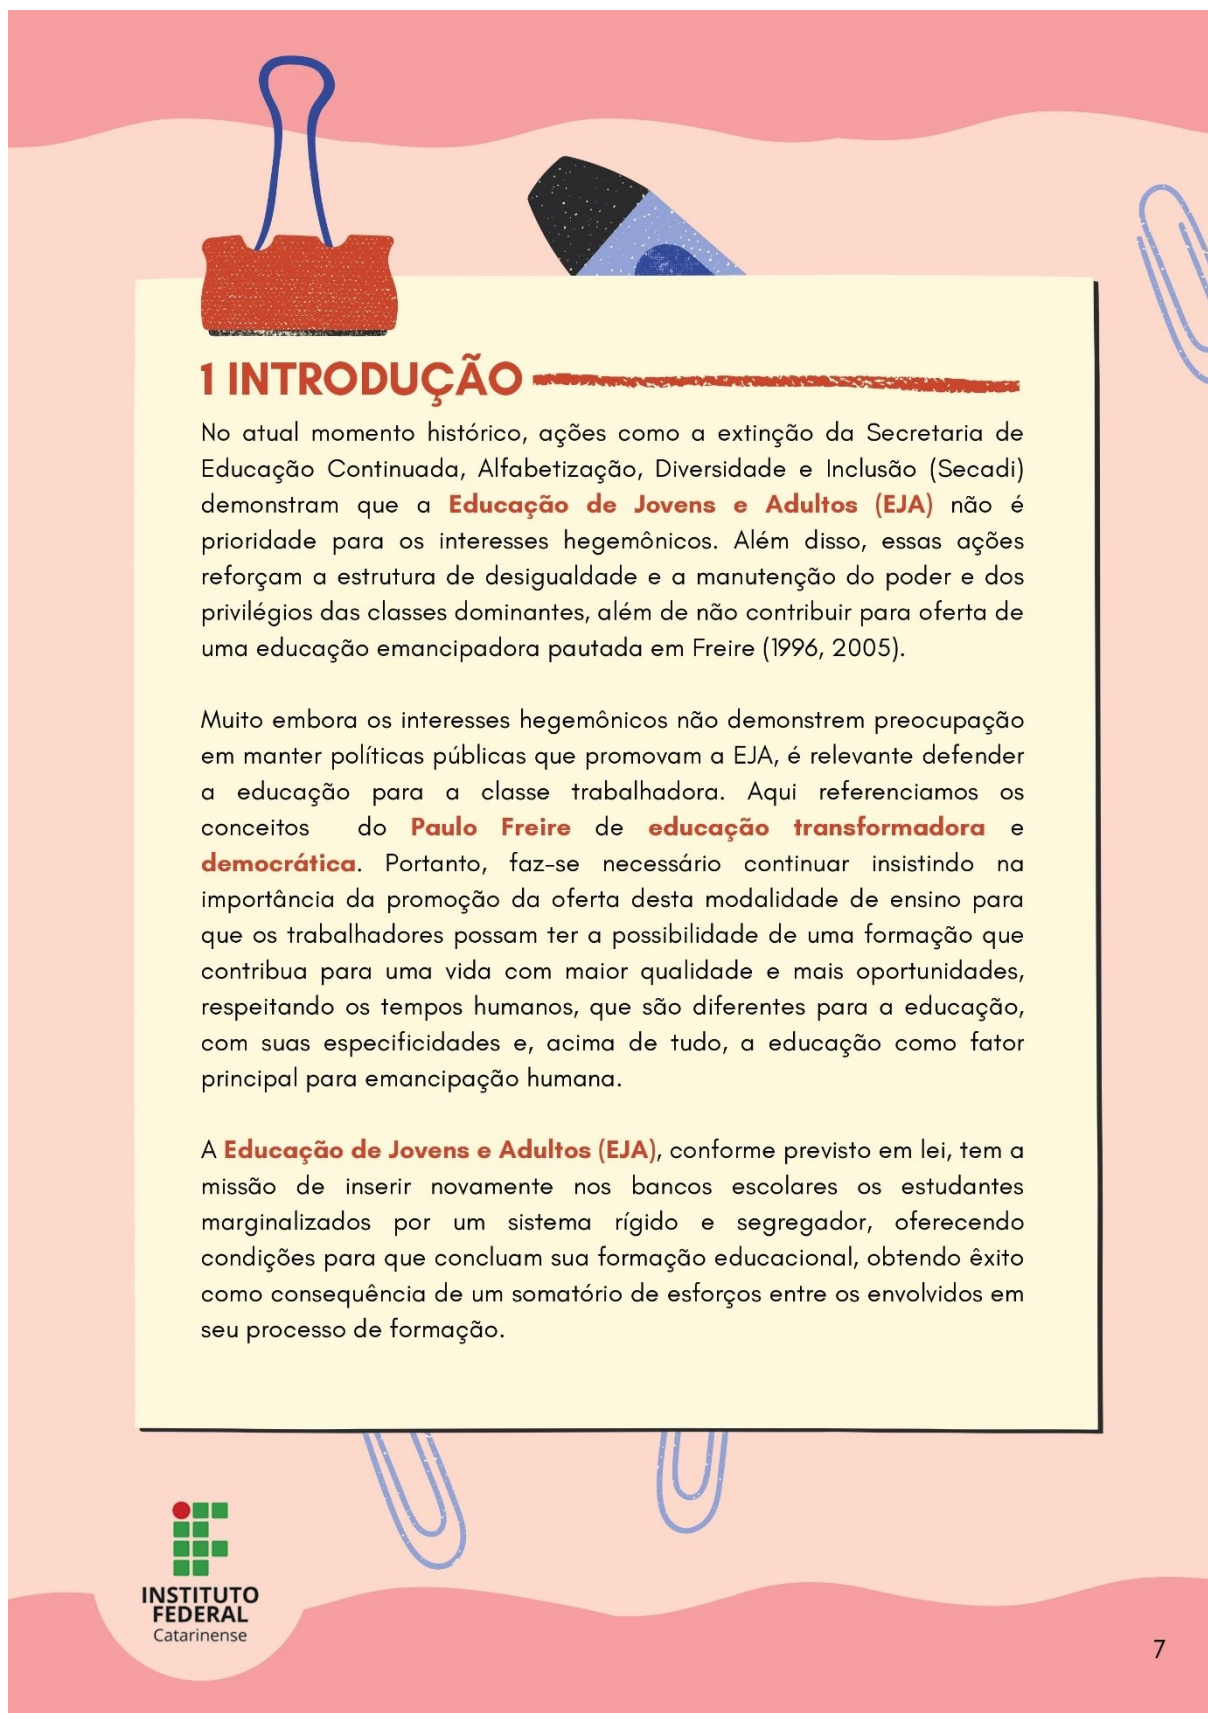 1 INTRODUÇÃO
No atual momento histórico, ações como a extinção da Secretaria de
Educação Continuada, Alfabetização, Diversidade e Inclusão (Secadi)
demonstram que a Educação de Jovens e Adultos (EJA) não é
prioridade para os interesses hegemônicos. Além disso, essas ações
reforçam a estrutura de desigualdade e a manutenção do poder e dos
privilégios das classes dominantes, além de não contribuir para oferta de
uma educação emancipadora pautada em Freire (1996, 2005).
Muito embora os interesses hegemônicos não demonstrem preocupação
em manter políticas públicas que promovam a EJA, é relevante defender
a educação para a classe trabalhadora. Aqui referenciamos os
conceitos do Paulo Freire de educação transformadora e
democrática. Portanto, faz-se necessário continuar insistindo na
importância da promoção da oferta desta modalidade de ensino para
que os trabalhadores possam ter a possibilidade de uma formação que
contribua para uma vida com maior qualidade e mais oportunidades,
respeitando os tempos humanos, que são diferentes para a educação,
com suas especificidades e, acima de tudo, a educação como fator
principal para emancipação humana.
A Educação de Jovens e Adultos (EJA), conforme previsto em lei, tem a
missão de inserir novamente nos bancos escolares os estudantes
marginalizados por um sistema rígido e segregador, oferecendo
condições para que concluam sua formação educacional, obtendo êxito
como consequência de um somatório de esforços entre os envolvidos em
seu processo de formação.
INSTITUTO
FEDERAL
Catarinense
7